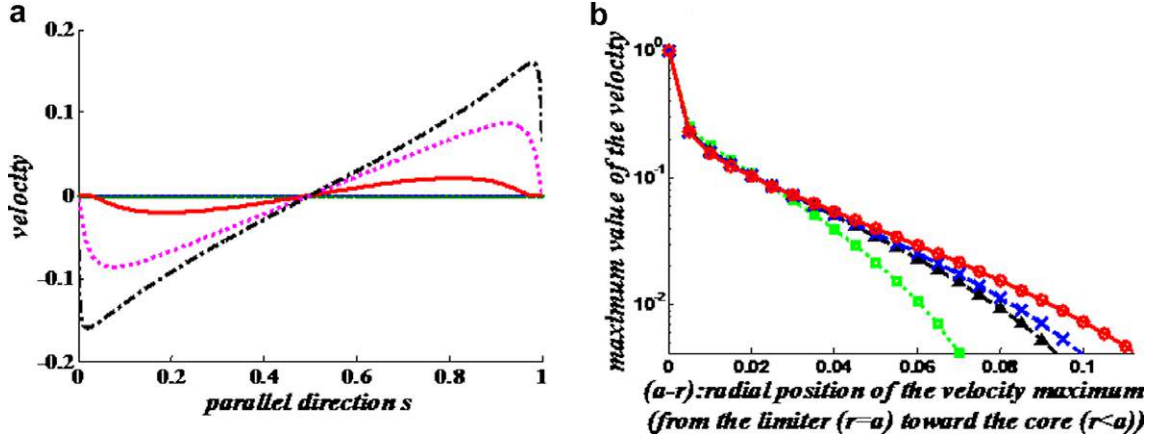 a
velocity
0.2
0.1
0
-0.1
-0.2
0
0.2
0.4
0.6
0.8
1
parallel direction s
b
maximum value of the velocity
10^0
10^-1
10^-2
0
0.02
0.04
0.06
0.08
0.1
(a-r):radial position of the velocity maximum
(from the limiter (r=a) toward the core (r<a))